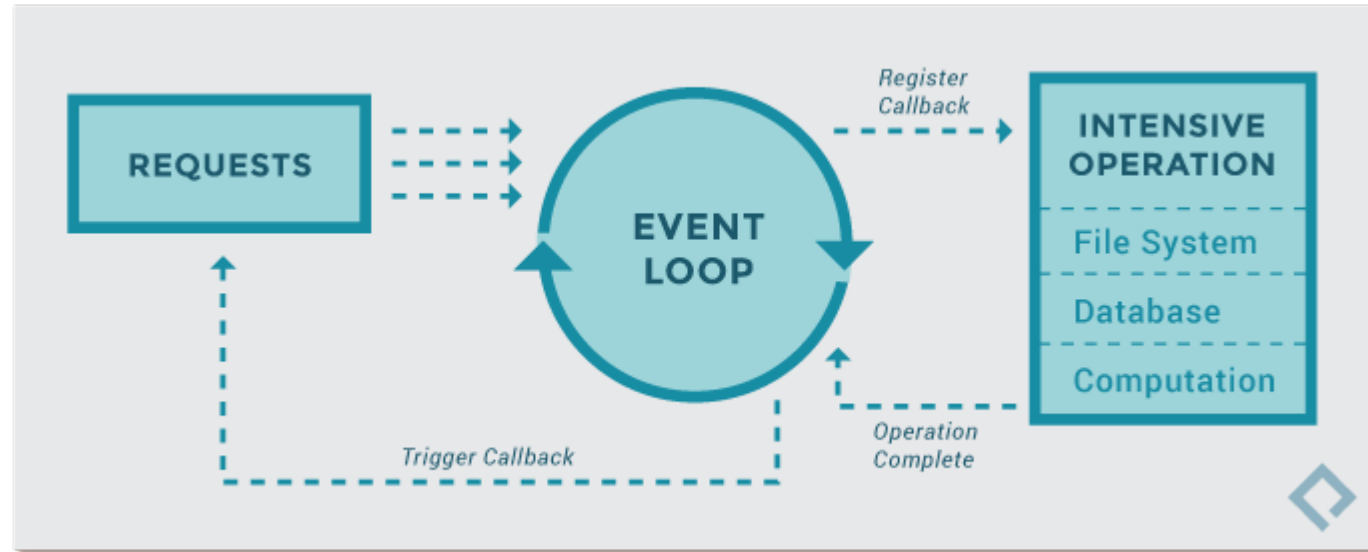 REQUESTS
EVENT
LOOP
Register
Callback
INTENSIVE
OPERATION
File System
Database
Computation
Operation
Complete
Trigger Callback